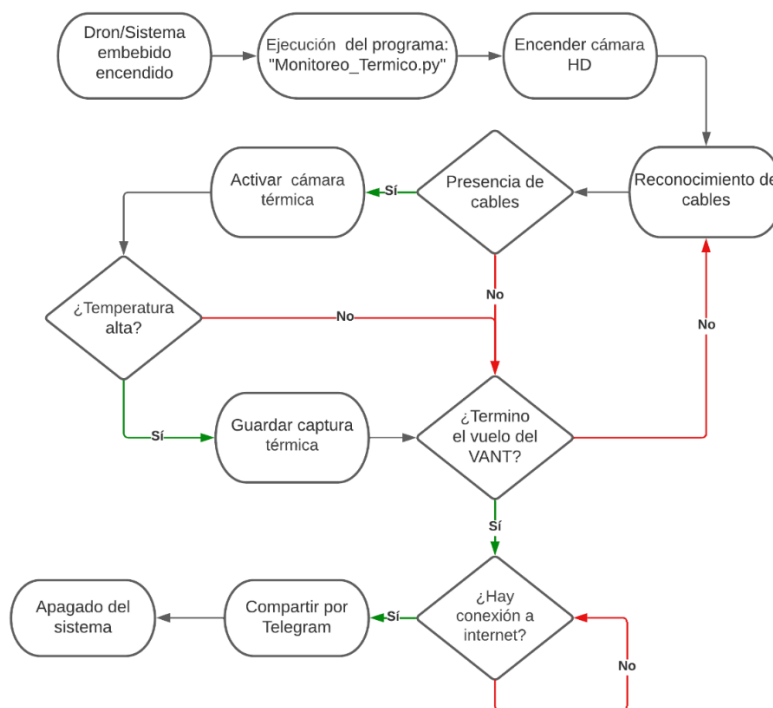 Dron/Sistema
embebido
encendido
Ejecución del programa:
"Monitoreo_Termico.py"
Encender cámara
HD
Activar cámara
térmica
Sí
Presencia de
cables
Reconocimiento de
cables
¿Temperatura
alta?
No
No
No
Sí
Guardar captura
térmica
¿Termino
el vuelo del
VANT?
Sí
Apagado del
sistema
Compartir por
Telegram
Sí
¿Hay
conexión a
internet?
No